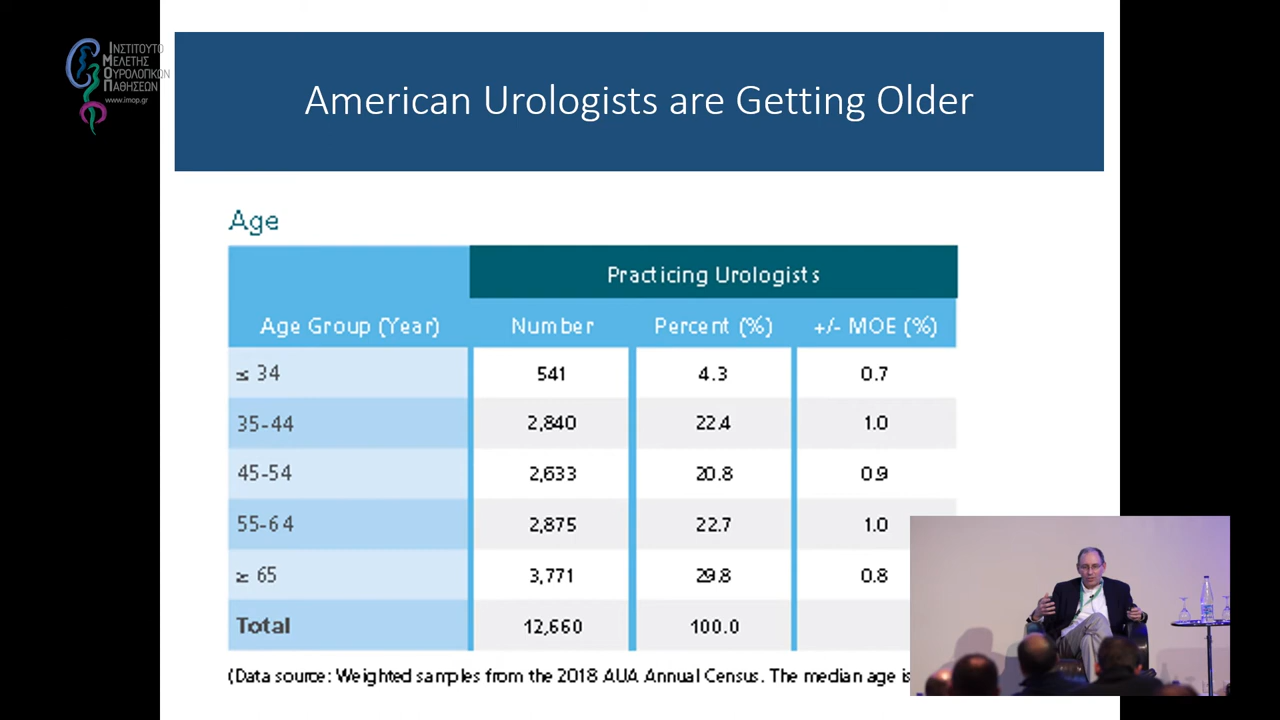 ΙΝΣΤΙΤΟΥΤΟ
ΜΕΛΕΤΗΣ
ΟΥΡΟΛΟΓΙΚΩΝ
ΠΑΘΗΣΕΩΝ
www.imop.gr
American Urologists are Getting Older
Age
Practicing Urologists
Age Group (Year) Number Percent (%) +/- MOE (%)
≤ 34 541 4.3 0.7
35-44 2,840 22.4 1.0
45-54 2,633 20.8 0.9
55-64 2,875 22.7 1.0
≥ 65 3,771 29.8 0.8
Total 12,660 100.0
(Data source: Weighted samples from the 2018 AUA Annual Census. The median age is